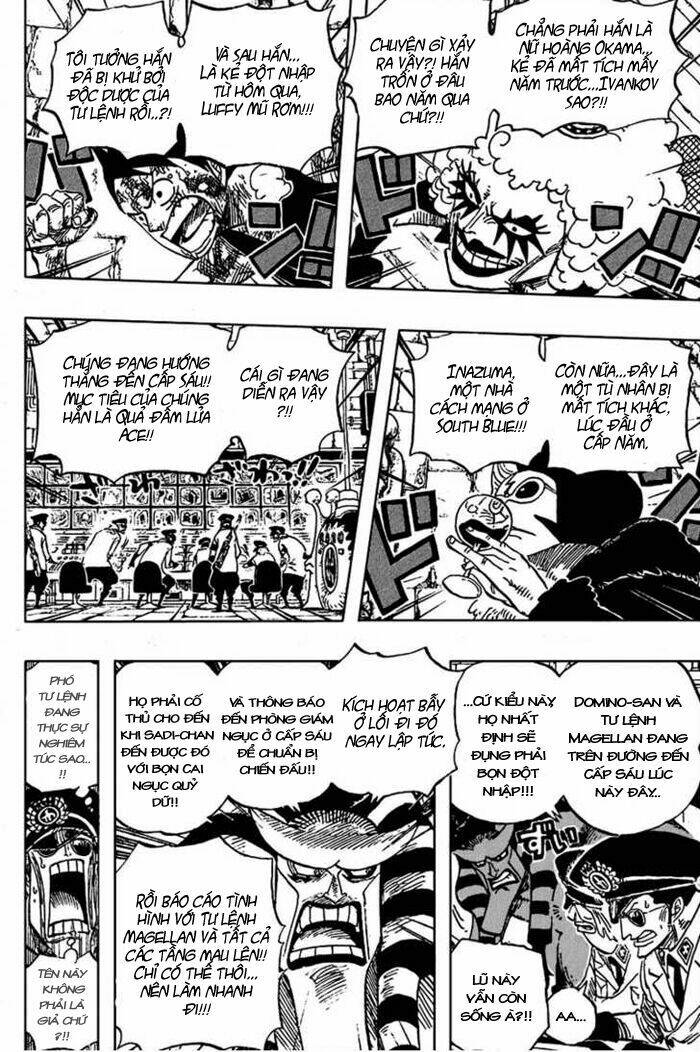 CHẲNG PHẢI HẮN LÀ
NỮ HOÀNG OKAMA,
KẺ ĐÃ MẤT TÍCH MẤY
NĂM TRƯỚC...IVANKOV
SAO?!!
CHUYỆN GÌ XẢY
RA VẬY?! HẮN
TRỐN Ở ĐÂU
BAO NĂM QUA
CHỨ?!!
VÀ SAU HẮN...
...LÀ KẺ ĐỘT NHẬP
TỪ HÔM QUA,
LUFFY MŨ RƠM!!!
TÔI TƯỞNG HẮN
ĐÃ BỊ KHỬ BỞI
ĐỘC DƯỢC CỦA
TƯ LỆNH RỒI...?!
ド
ド
CÒN NỮA...ĐÂY LÀ
MỘT TÙ NHÂN BỊ
MẤT TÍCH KHÁC,
LÚC ĐẦU Ở
CẤP NĂM,
INAZUMA,
MỘT NHÀ
CÁCH MẠNG Ở
SOUTH BLUE!!!
ド
CÁI GÌ ĐANG
DIỄN RA VẬY
?!!
CHÚNG ĐANG HƯỚNG
THẲNG ĐẾN CẤP SÁU!!
MỤC TIÊU CỦA CHÚNG
HẮN LÀ QUẢ ĐẤM LỬA
ACE!!
DOMINO-SAN VÀ
TƯ LỆNH
MAGELLAN ĐANG
TRÊN ĐƯỜNG ĐẾN
CẤP SÁU LÚC
NÀY ĐÂY...
...CỨ KIỂU NÀY,
HỌ NHẤT
ĐỊNH SẼ
ĐỤNG PHẢI
BỌN ĐỘT
NHẬP!!!
AA...
LŨ NÀY
VẪN CÒN
SỐNG À?!
KÍCH HOẠT BẪY
Ở LỐI ĐI ĐÓ
NGAY LẬP TỨC,
VÀ THÔNG BÁO
ĐẾN PHÒNG GIÁM
NGỤC Ở CẤP SÁU
ĐỂ CHUẨN BỊ
CHIẾN ĐẤU!!
HỌ PHẢI CỐ
THỦ CHO ĐẾN
KHI SADI-CHAN
ĐẾN ĐƯỢC ĐÓ
VỚI BỌN CAI
NGỤC QUỶ
DỮ!!
RỒI BÁO CÁO TÌNH
HÌNH VỚI TƯ LỆNH
MAGELLAN VÀ TẤT CẢ
CÁC TẦNG MAU LÊN!!
CHỈ CÓ THẾ THÔI...
...NÊN LÀM NHANH
ĐI!!!
PHÓ
TƯ LỆNH
ĐANG
THỰC SỰ
NGHIÊM
TÚC SAO...
...?!!
TÊN NÀY
KHÔNG
PHẢI LÀ
GIẢ CHỨ
?!!